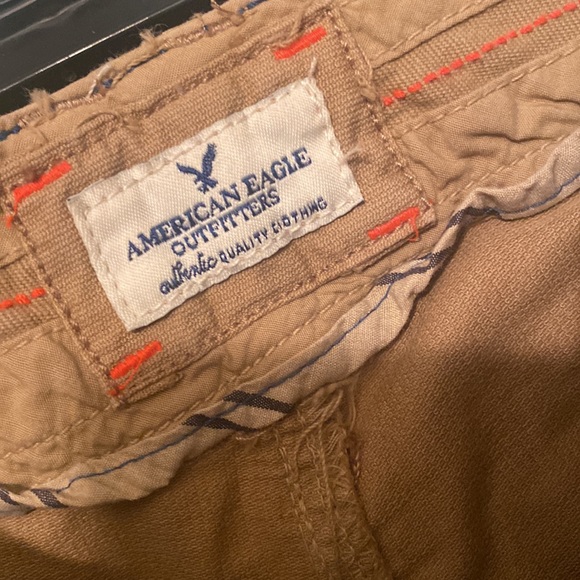 AMERICAN EAGLE
OUTFITTERS
authentic QUALITY CLOTHING